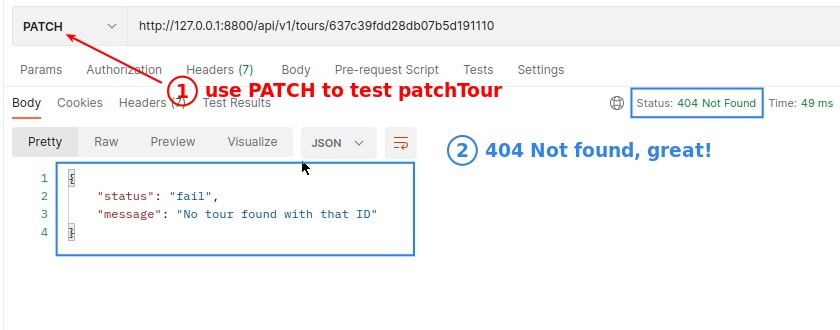 PATCH http://127.0.0.1:8800/api/v1/tours/637c39fdd28db07b5d191110
Params Authorization Headers (7) Body Pre-request Script Tests Settings
1 use PATCH to test patchTour
Body Cookies Headers (7) Test Results Status: 404 Not Found Time: 49 ms
Pretty Raw Preview Visualize JSON
2 404 Not found, great!
1 {
2 "status": "fail",
3 "message": "No tour found with that ID"
4 }